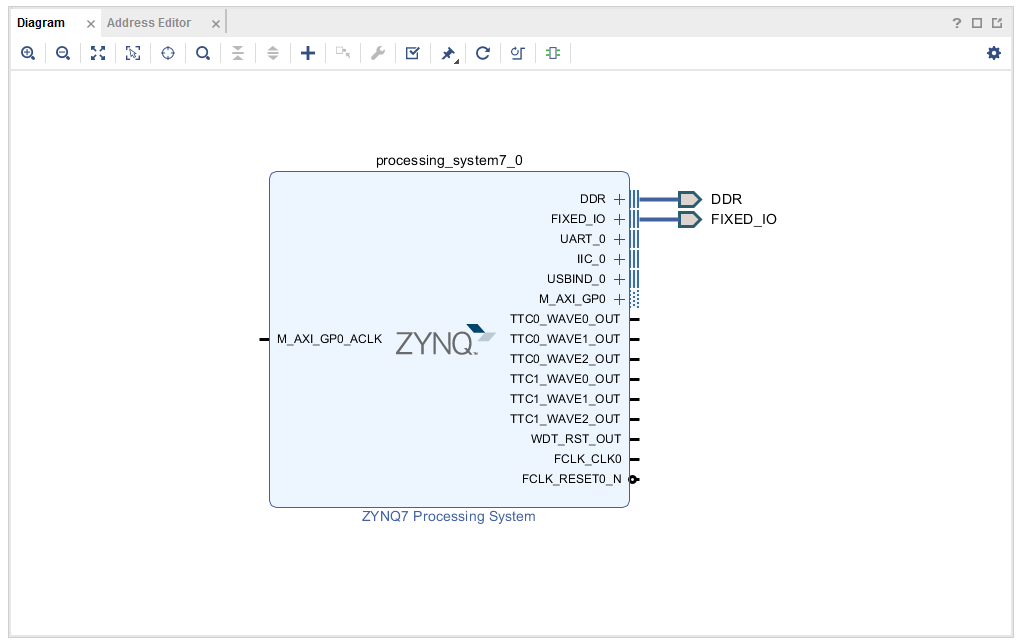 Diagram
Address Editor
processing_system7_0
DDR
FIXED_IO
UART_0
IIC_0
USBIND_0
M_AXI_GP0
TTC0_WAVE0_OUT
M_AXI_GP0_ACLK
ZYNQ
TTC0_WAVE1_OUT
TTC0_WAVE2_OUT
TTC1_WAVE0_OUT
TTC1_WAVE1_OUT
TTC1_WAVE2_OUT
WDT_RST_OUT
FCLK_CLK0
FCLK_RESET0_N
DDR
FIXED_IO
ZYNQ7 Processing System